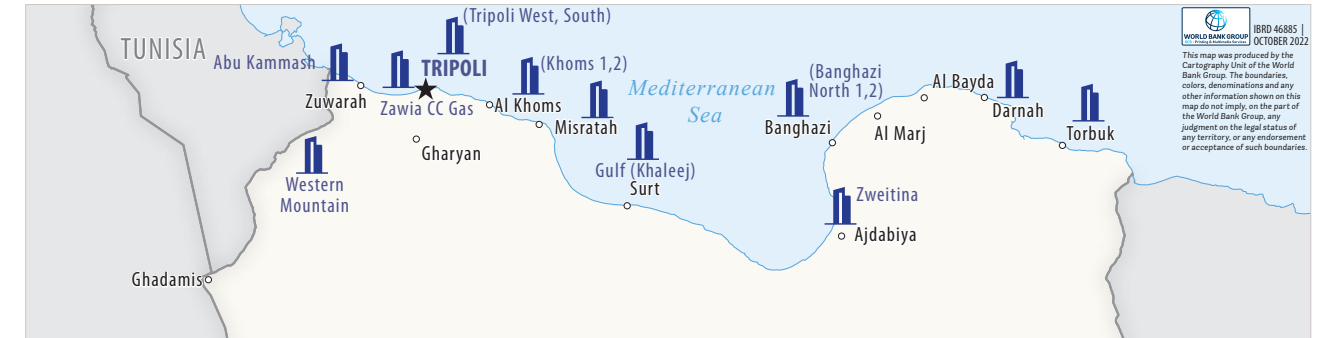 TUNISIA
Abu Kammash
(Tripoli West, South)
TRIPOLI
Zuwarah
Zawia CC Gas
(Khoms 1,2)
Al Khoms
Misratah
Gharyan
Western
Mountain
Ghadamis
Mediterranean
Sea
Gulf (Khaleej)
Surt
(Banghazi
North 1,2)
Banghazi
Al Bayda
Al Marj
Darnah
Torbuk
Zweitina
Ajdabiya
WORLD BANK GROUP
GCS - Printing & Multimedia Services
IBRD 46885 |
OCTOBER 2022
This map was produced by the
Cartography Unit of the World
Bank Group. The boundaries,
colors, denominations and any
other information shown on this
map do not imply, on the part of
the World Bank Group, any
judgment on the legal status of
any territory, or any endorsement
or acceptance of such boundaries.